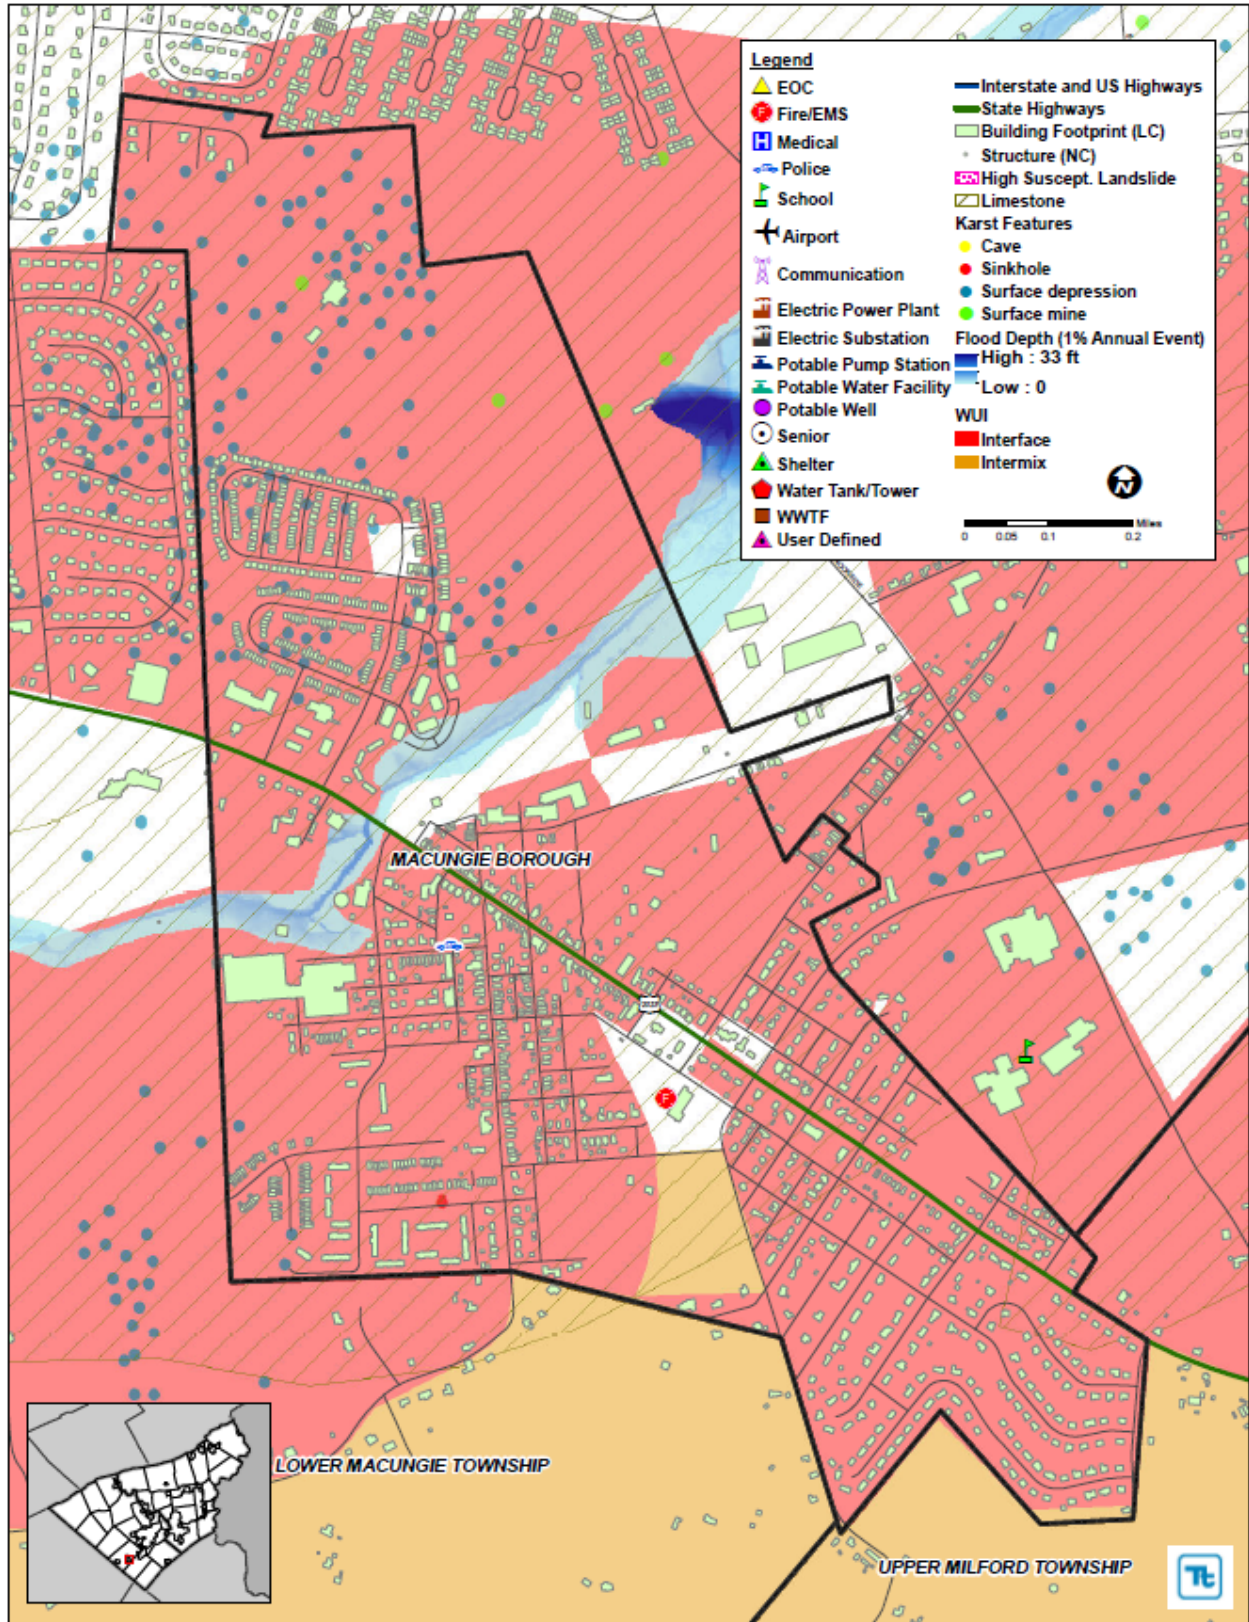 Legend
EOC
Fire/EMS
Medical
Police
School
Airport
Communication
Electric Power Plant
Electric Substation
Potable Pump Station
Potable Water Facility
Potable Well
Senior
Shelter
Water Tank/Tower
WWTF
User Defined
Interstate and US Highways
State Highways
Building Footprint (LC)
Structure (NC)
High Suscept. Landslide
Limestone
Karst Features
Cave
Sinkhole
Surface depression
Surface mine
Flood Depth (1% Annual Event)
High : 33 ft
Low : 0
WUI
Interface
Intermix
N
Miles
0 0.05 0.1 0.2
MACUNGIE BOROUGH
F
LOWER MACUNGIE TOWNSHIP
UPPER MILFORD TOWNSHIP
Tt